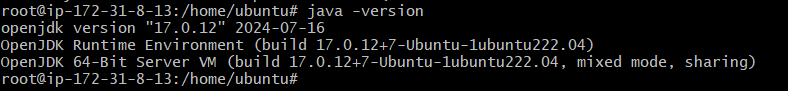 root@ip-172-31-8-13:/home/ubuntu# java -version
openjdk version "17.0.12" 2024-07-16
OpenJDK Runtime Environment (build 17.0.12+7-Ubuntu-1ubuntu222.04)
OpenJDK 64-Bit Server VM (build 17.0.12+7-Ubuntu-1ubuntu222.04, mixed mode, sharing)
root@ip-172-31-8-13:/home/ubuntu#